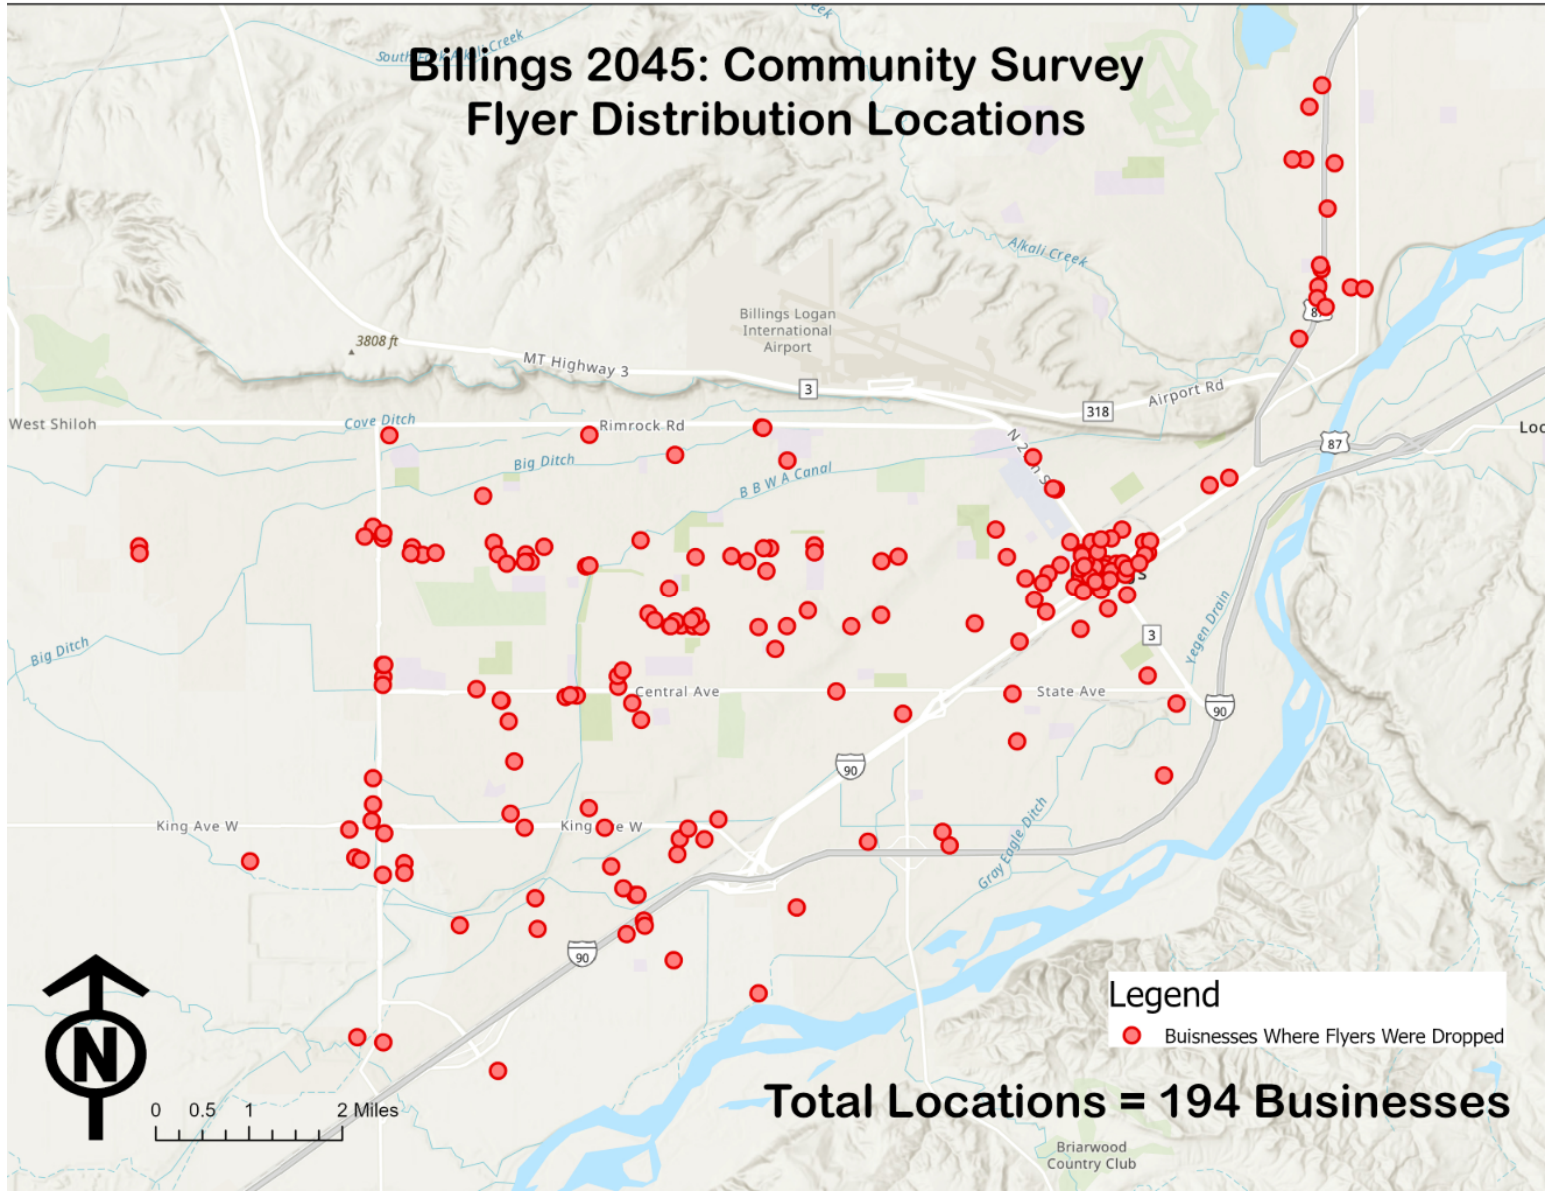 Billings 2045: Community Survey
Flyer Distribution Locations
Creek
Alkali Creek
Billings Logan
International
Airport
87
3808 ft
MT Highway 3
3
Airport Rd
318
West Shiloh
Cove Ditch
Rimrock Rd
87
Big Ditch
B B W A Canal
Big Ditch
3
Yegen Drain
Central Ave
State Ave
90
90
King Ave W
Gray Eagle Ditch
90
Legend
Buisnesses Where Flyers Were Dropped
N
0 0.5 1 2 Miles
Total Locations = 194 Businesses
Briarwood
Country Club